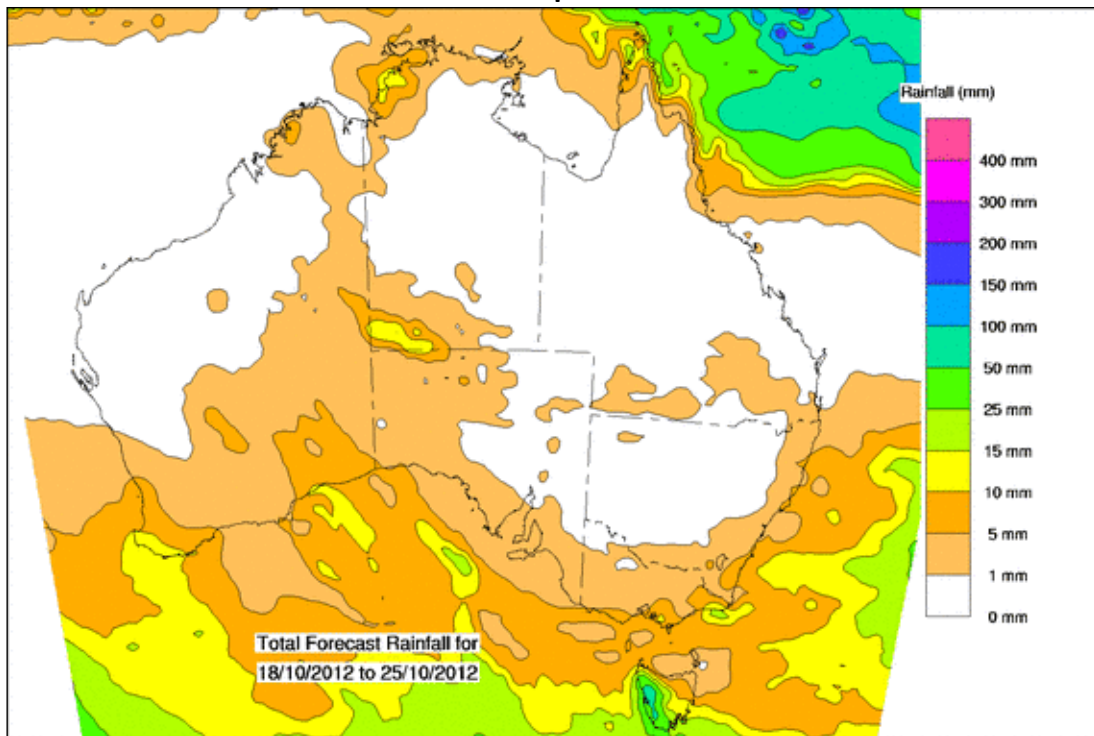 Rainfall (mm)
400 mm
300 mm
200 mm
150 mm
100 mm
50 mm
25 mm
15 mm
10 mm
5 mm
1 mm
0 mm
Total Forecast Rainfall for
18/10/2012 to 25/10/2012